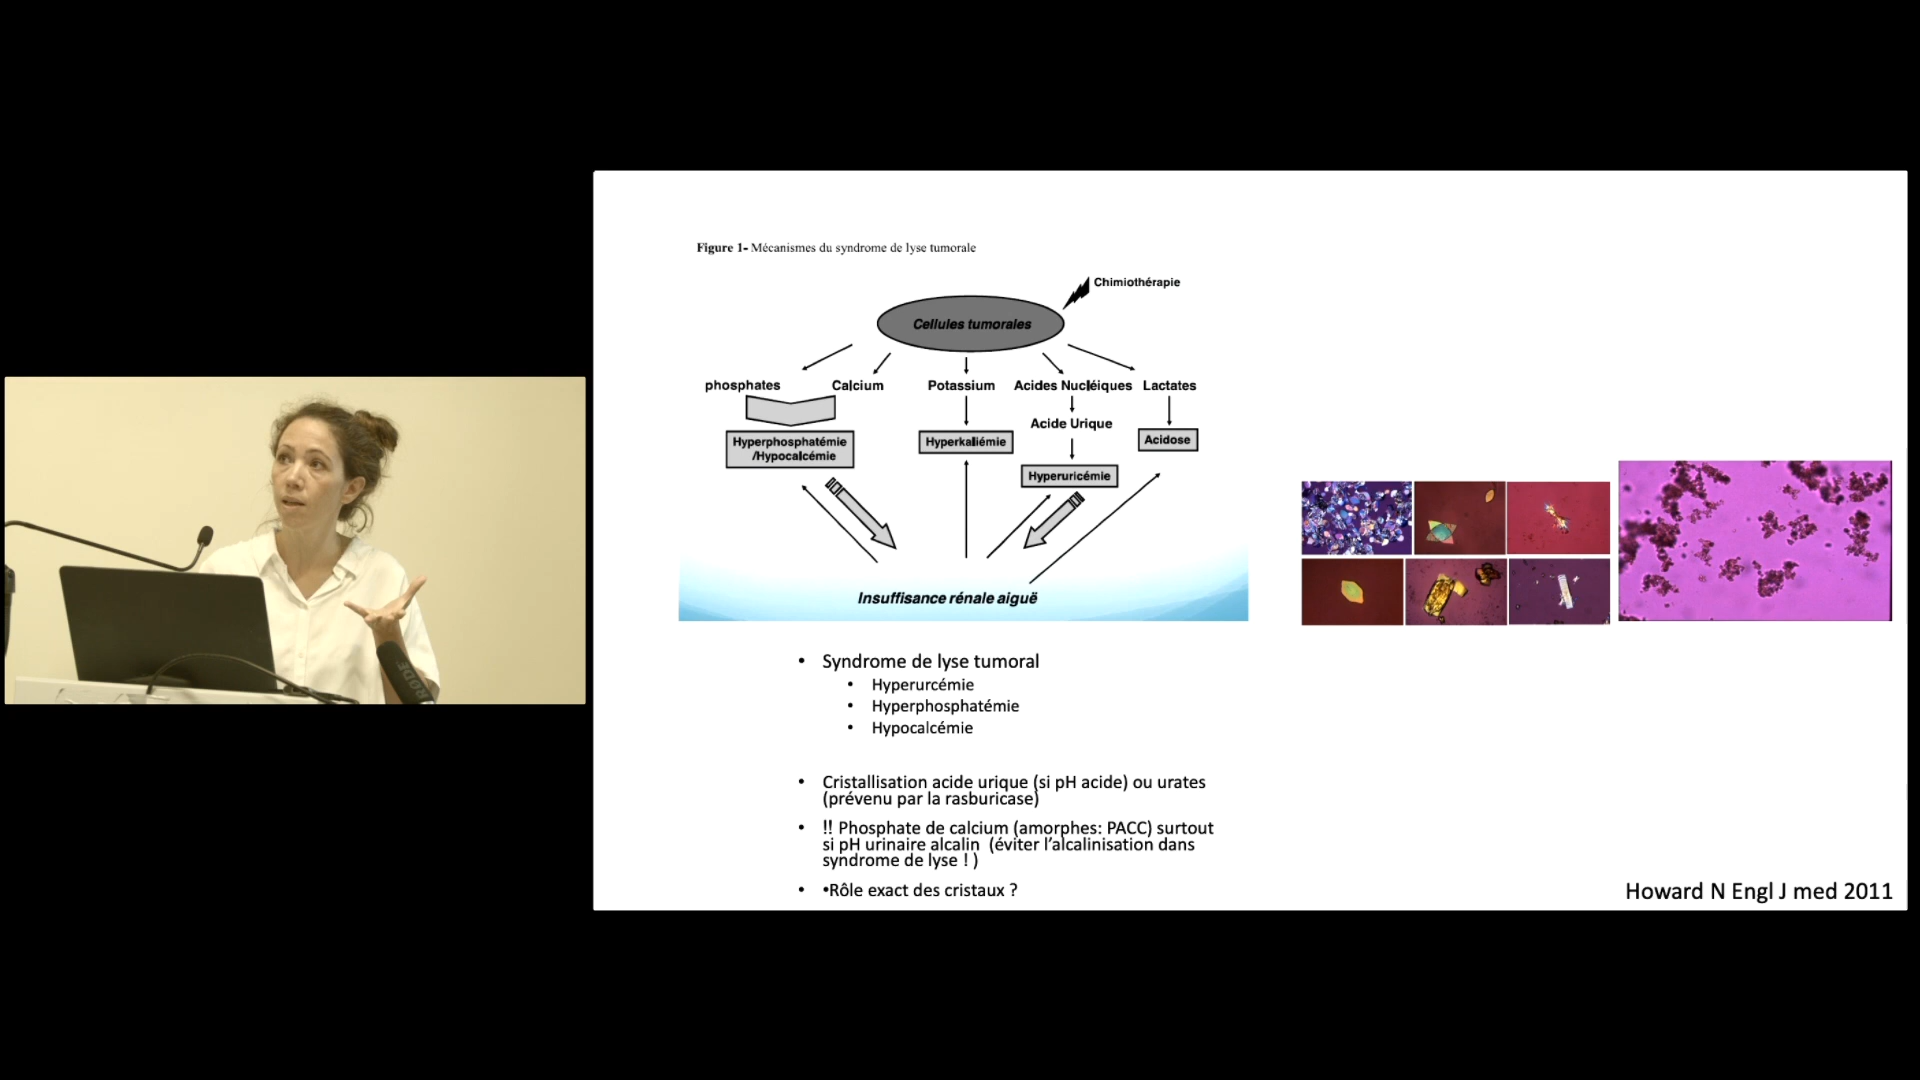 Figure 1- Mécanismes du syndrome de lyse tumorale
Chimiothérapie
Cellules tumorales
phosphates
Calcium
Potassium
Acides Nucléiques
Lactates
Acide Urique
Hyperphosphatémie
/Hypocalcémie
Hyperkaliémie
Acidose
Hyperuricémie
Insuffisance rénale aiguë
• Syndrome de lyse tumoral
• Hyperurcémie
• Hyperphosphatémie
• Hypocalcémie
• Cristallisation acide urique (si pH acide) ou urates
(prévenu par la rasburicase)
• !! Phosphate de calcium (amorphes: PACC) surtout
si pH urinaire alcalin (éviter l’alcalinisation dans
syndrome de lyse ! )
• •Rôle exact des cristaux ?
Howard N Engl J med 2011
RODE